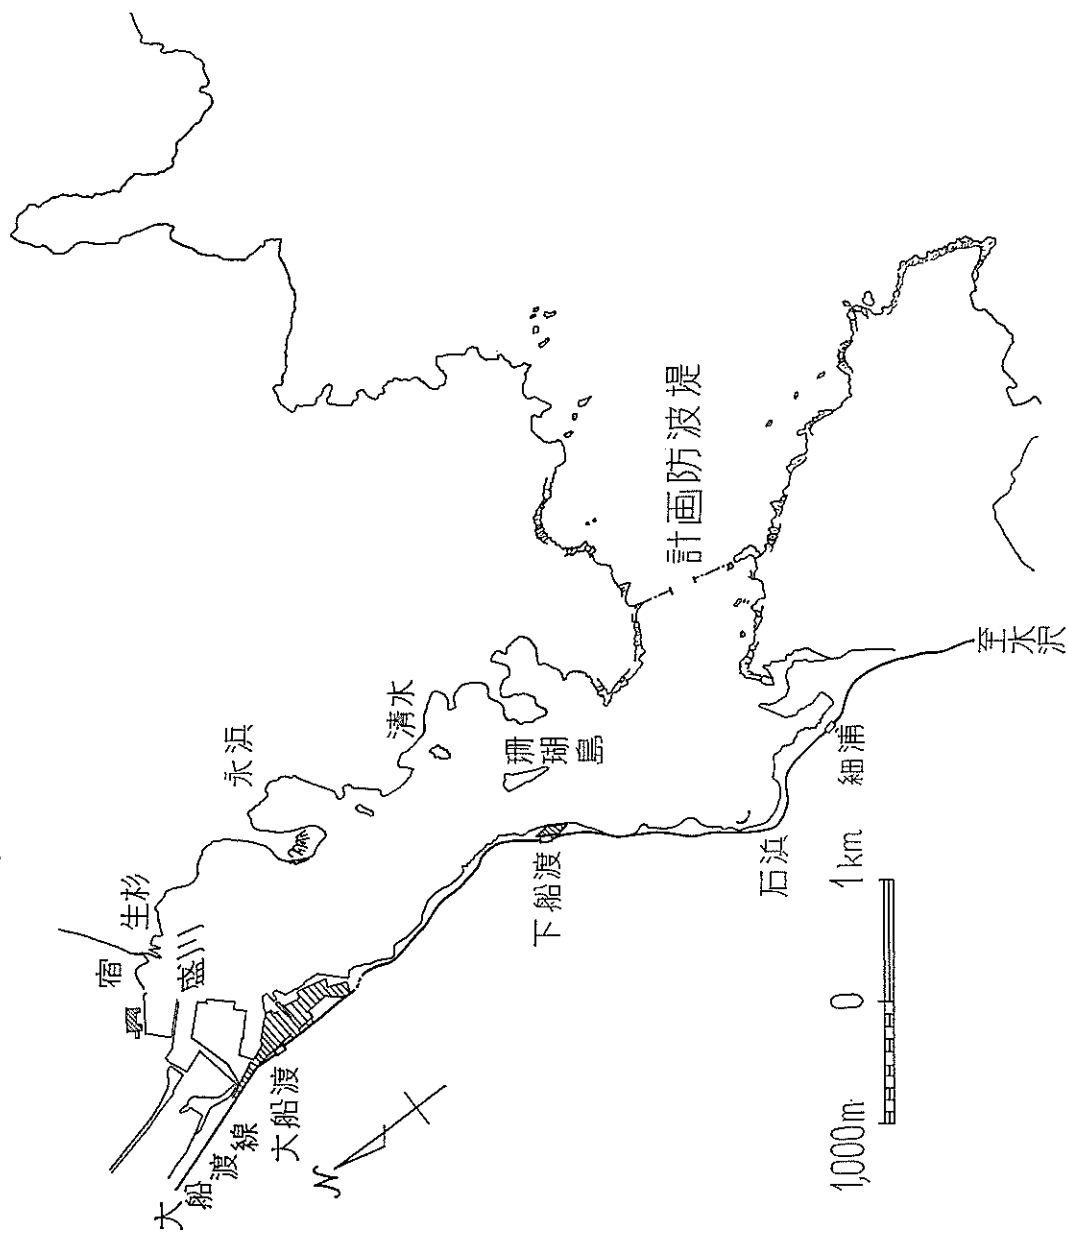 計画防波堤
清水
永浜
珊瑚島
生杉
宿
盛川
下船渡
石浜
細浦
至水沢
大船渡
大船渡線
N
1,000m
0
1km